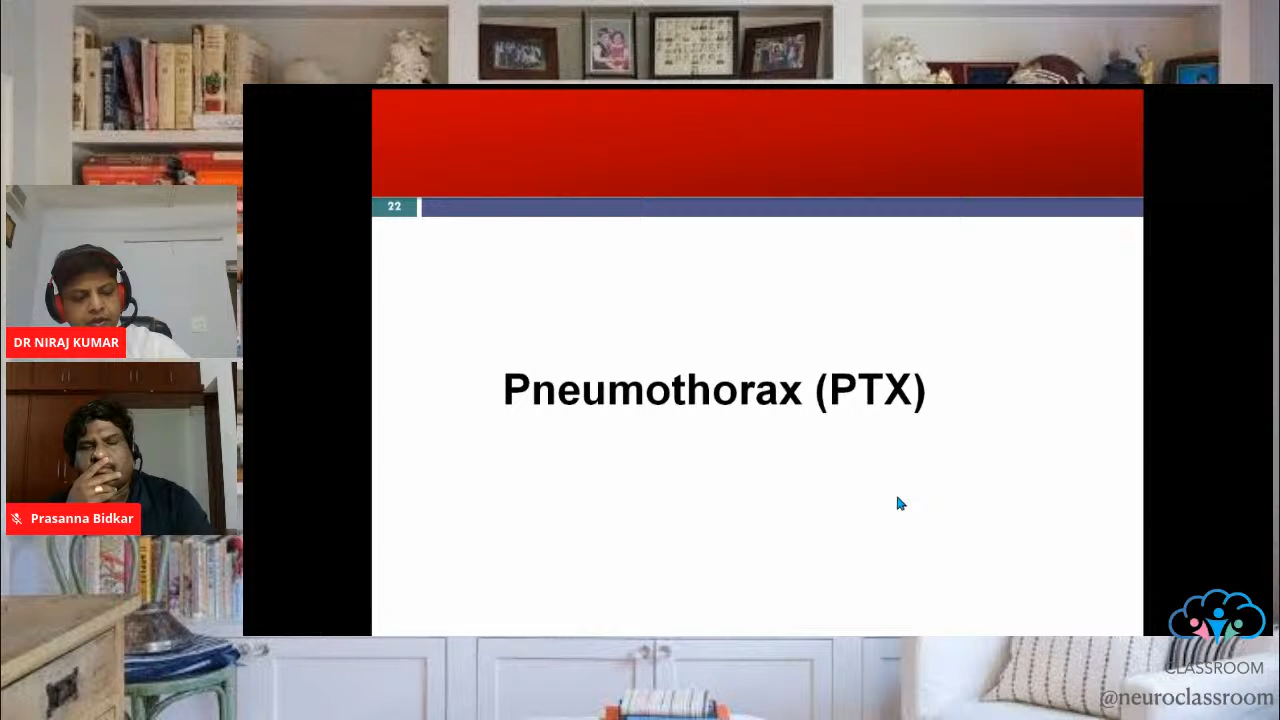 22
Pneumothorax (PTX)
DR NIRAJ KUMAR
Prasanna Bidkar
CLASSROOM
@neuroclassroom